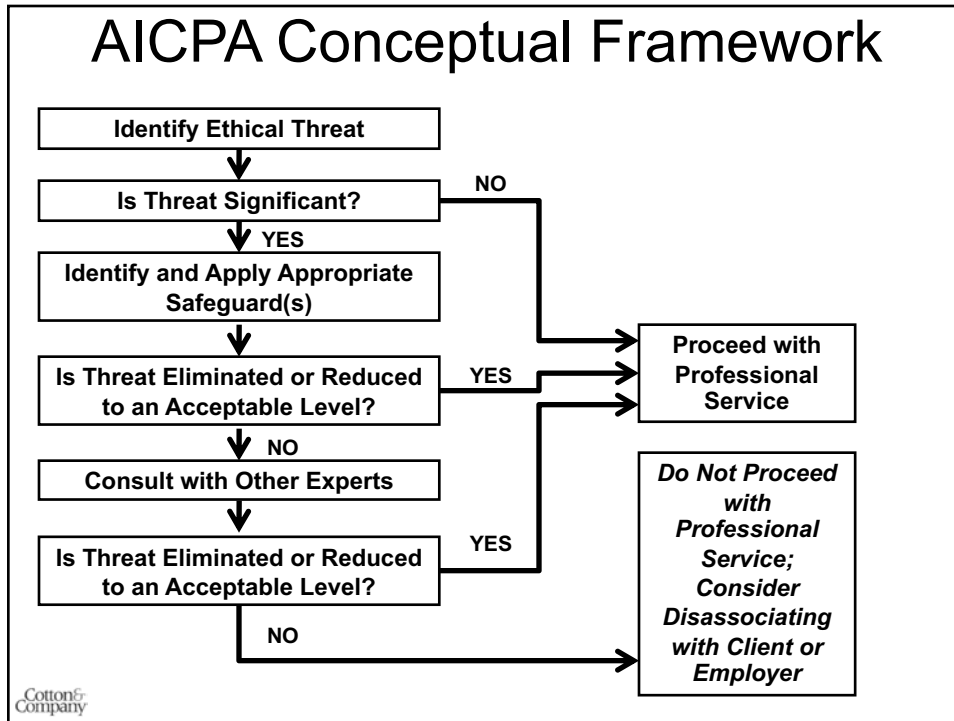 AICPA Conceptual Framework
Identify Ethical Threat
NO
Is Threat Significant?
YES
Identify and Apply Appropriate
Safeguard(s)
Is Threat Eliminated or Reduced
to an Acceptable Level?
YES
Proceed with
Professional
Service
NO
Consult with Other Experts
Is Threat Eliminated or Reduced
to an Acceptable Level?
YES
NO
Do Not Proceed
with
Professional
Service;
Consider
Disassociating
with Client or
Employer
Cotton&
Company